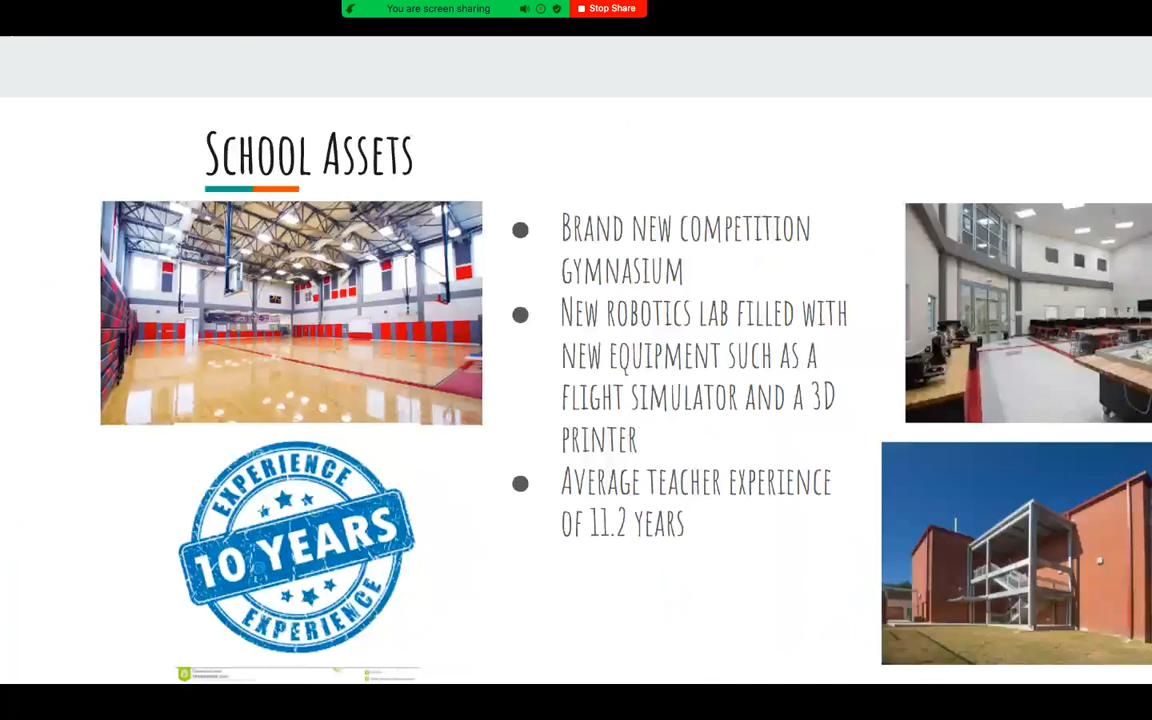 You are screen sharing
Stop Share
School Assets
Brand new competition
gymnasium
New robotics lab filled with
new equipment such as a
flight simulator and a 3D
printer
Average teacher experience
of 11.2 years
EXPERIENCE
10 YEARS
EXPERIENCE